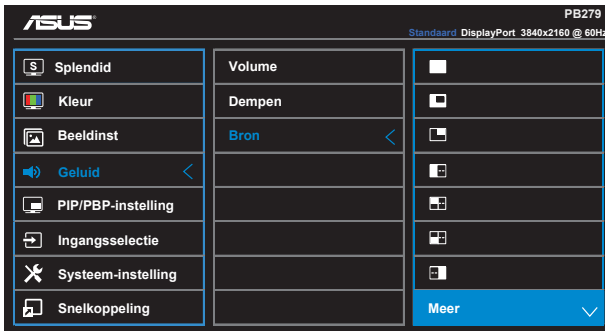 ASUS
PB279
Standaard DisplayPort 3840x2160 @ 60Hz
S Splendid
Kleur
Beeldinst
Geluid
PIP/PBP-instelling
Ingangsselectie
Systeem-instelling
Snelkoppeling
Volume
Dempen
Bron
Meer